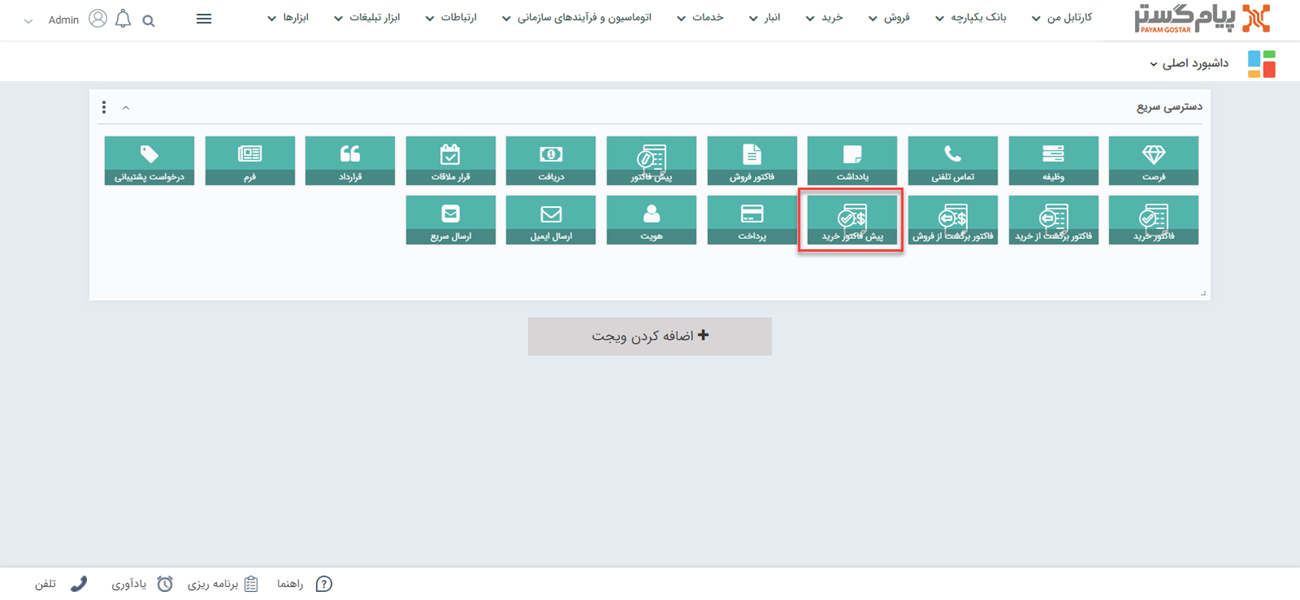 پیام گستر
PAYAM GOSTAR
کارتابل من
بانک یکپارچه
فروش
خرید
انبار
خدمات
اتوماسیون و فرآیندهای سازمانی
ارتباطات
ابزار تبلیغات
ابزارها
Admin
داشبورد اصلی
دسترسی سریع
فرصت
وظیفه
تماس تلفنی
یادداشت
فاکتور فروش
پیش فاکتور
دریافت
قرار ملاقات
قرارداد
فرم
درخواست پشتیبانی
فاکتور خرید
فاکتور برگشت از خرید
فاکتور برگشت از فروش
پیش فاکتور خرید
پرداخت
هویت
ارسال ایمیل
ارسال سریع
اضافه کردن ویجت
راهنما
برنامه ریزی
یادآوری
تلفن